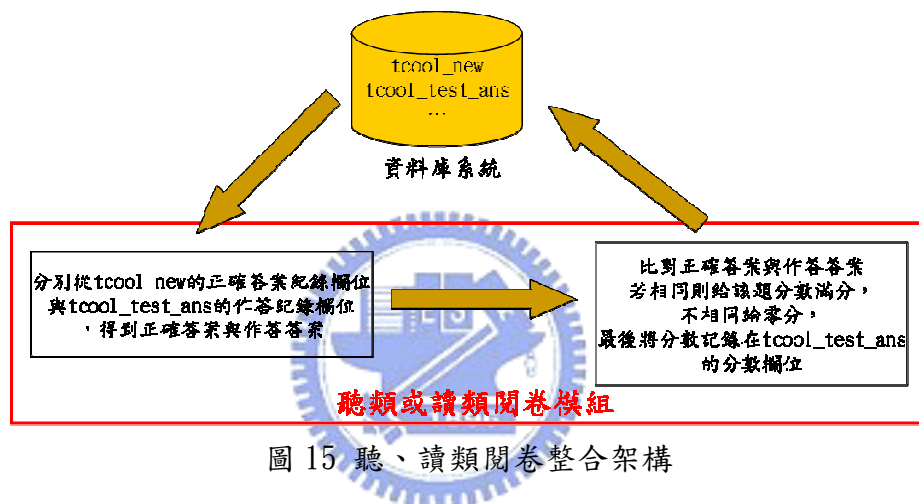 tcool_new
tcool_test_ans
…
資料庫系統
分別從tcool_new的正確答案紀錄欄位
與tcool_test_ans的作答記錄欄位
，得到正確答案與作答答案
比對正確答案與作答答案
若相同則給該題分數滿分，
不相同給零分，
最後將分數記錄在tcool_test_ans
的分數欄位
聽類或讀類閱卷模組
圖 15 聽、讀類閱卷整合架構